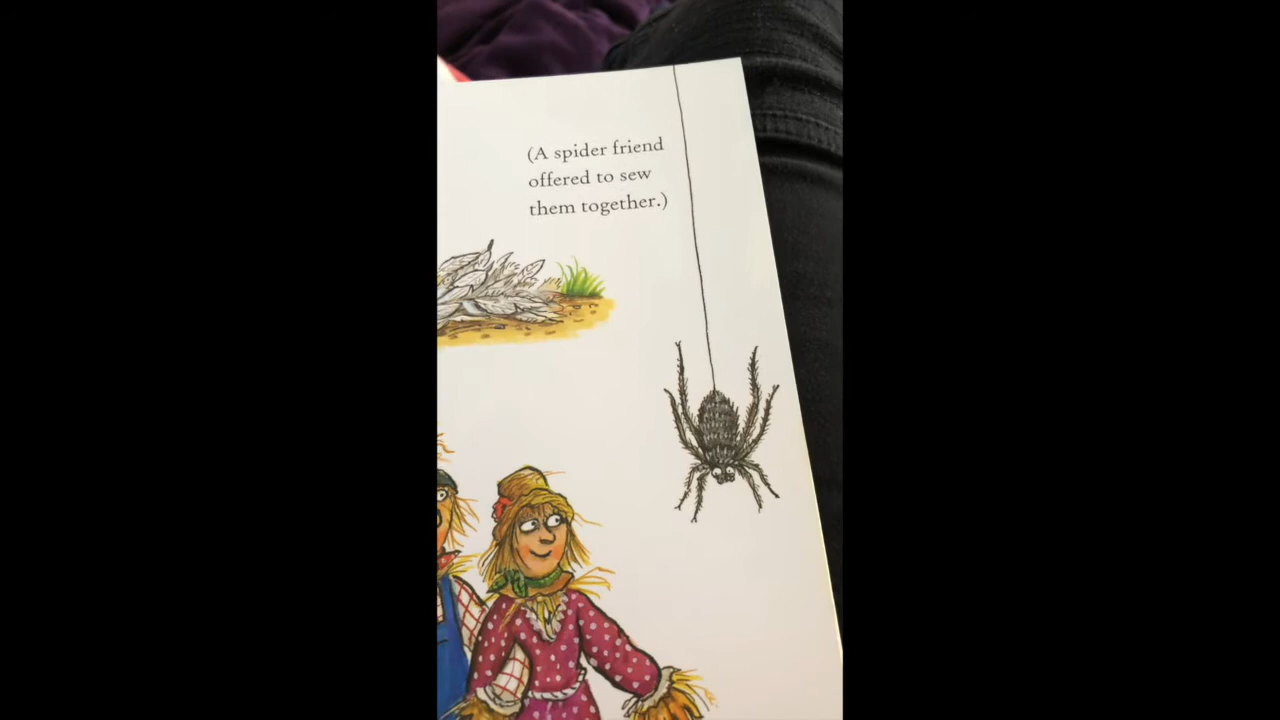 (A spider friend
offered to sew
them together.)